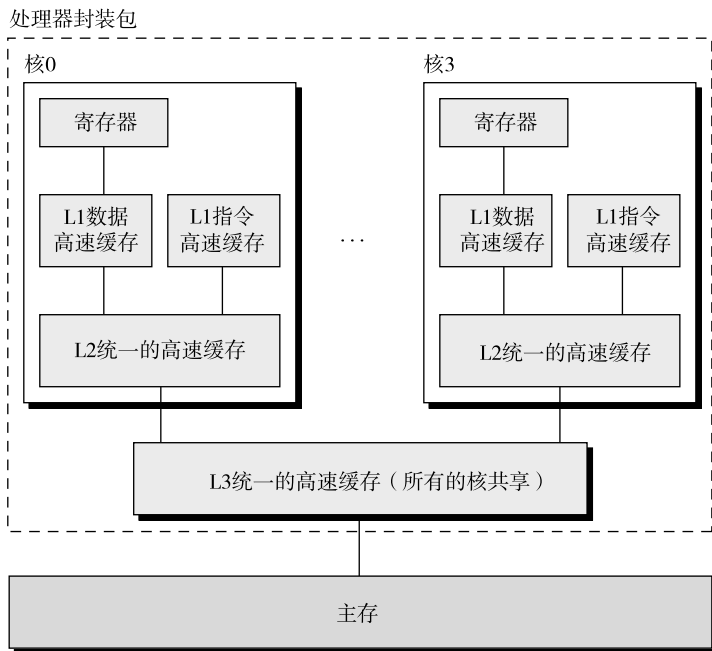 处理器封装包
核0
核3
寄存器
寄存器
L1数据
高速缓存
L1指令
高速缓存
L1数据
高速缓存
L1指令
高速缓存
...
L2统一的高速缓存
L2统一的高速缓存
L3统一的高速缓存（所有的核共享）
主存